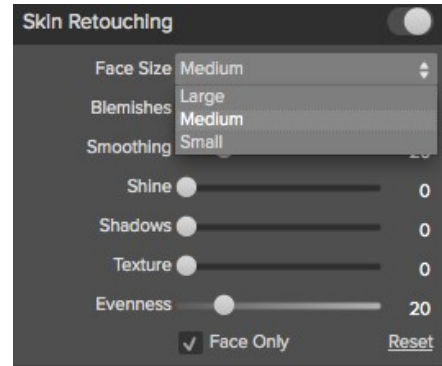 Skin Retouching
Face Size Medium
Large
Blemishes
Medium
Smoothing Small
Shine 0
Shadows 0
Texture 0
Evenness 20
Face Only Reset